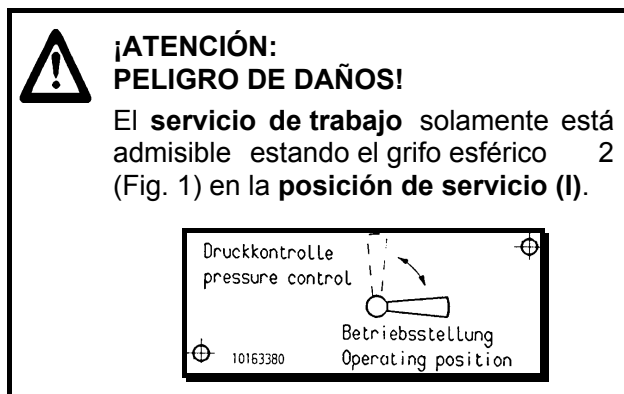 ¡ATENCIÓN:
PELIGRO DE DAÑOS!
El servicio de trabajo solamente está
admisible estando el grifo esférico 2
(Fig. 1) en la posición de servicio (I).
Druckkontrolle
pressure control
Betriebsstellung
10163380 Operating position